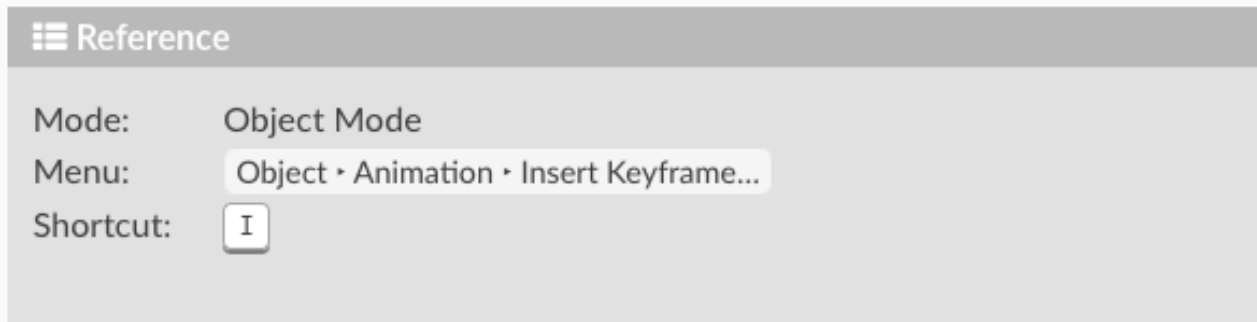 Reference
Mode: Object Mode
Menu: Object ‣ Animation ‣ Insert Keyframe...
Shortcut: I